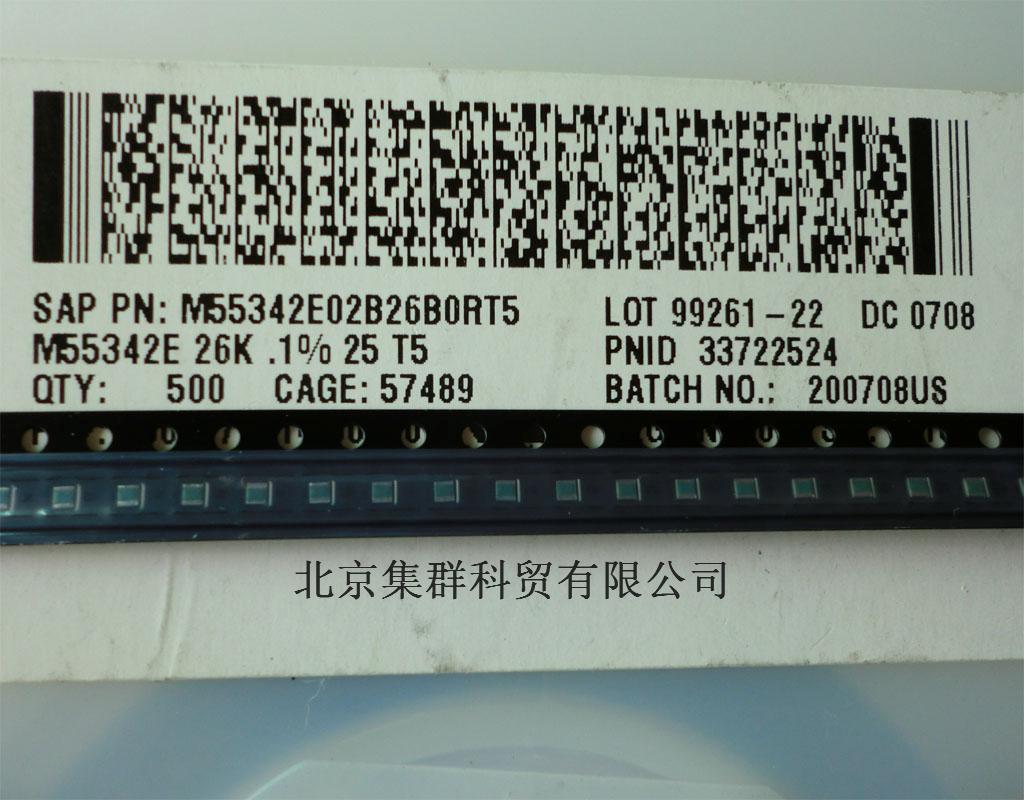 SAP PN: M55342E02B26B0RT5 LOT 99261-22 DC 0708
M55342E 26K .1% 25 T5 PNID 33722524
QTY: 500 CAGE: 57489 BATCH NO.: 200708US
北京集群科贸有限公司